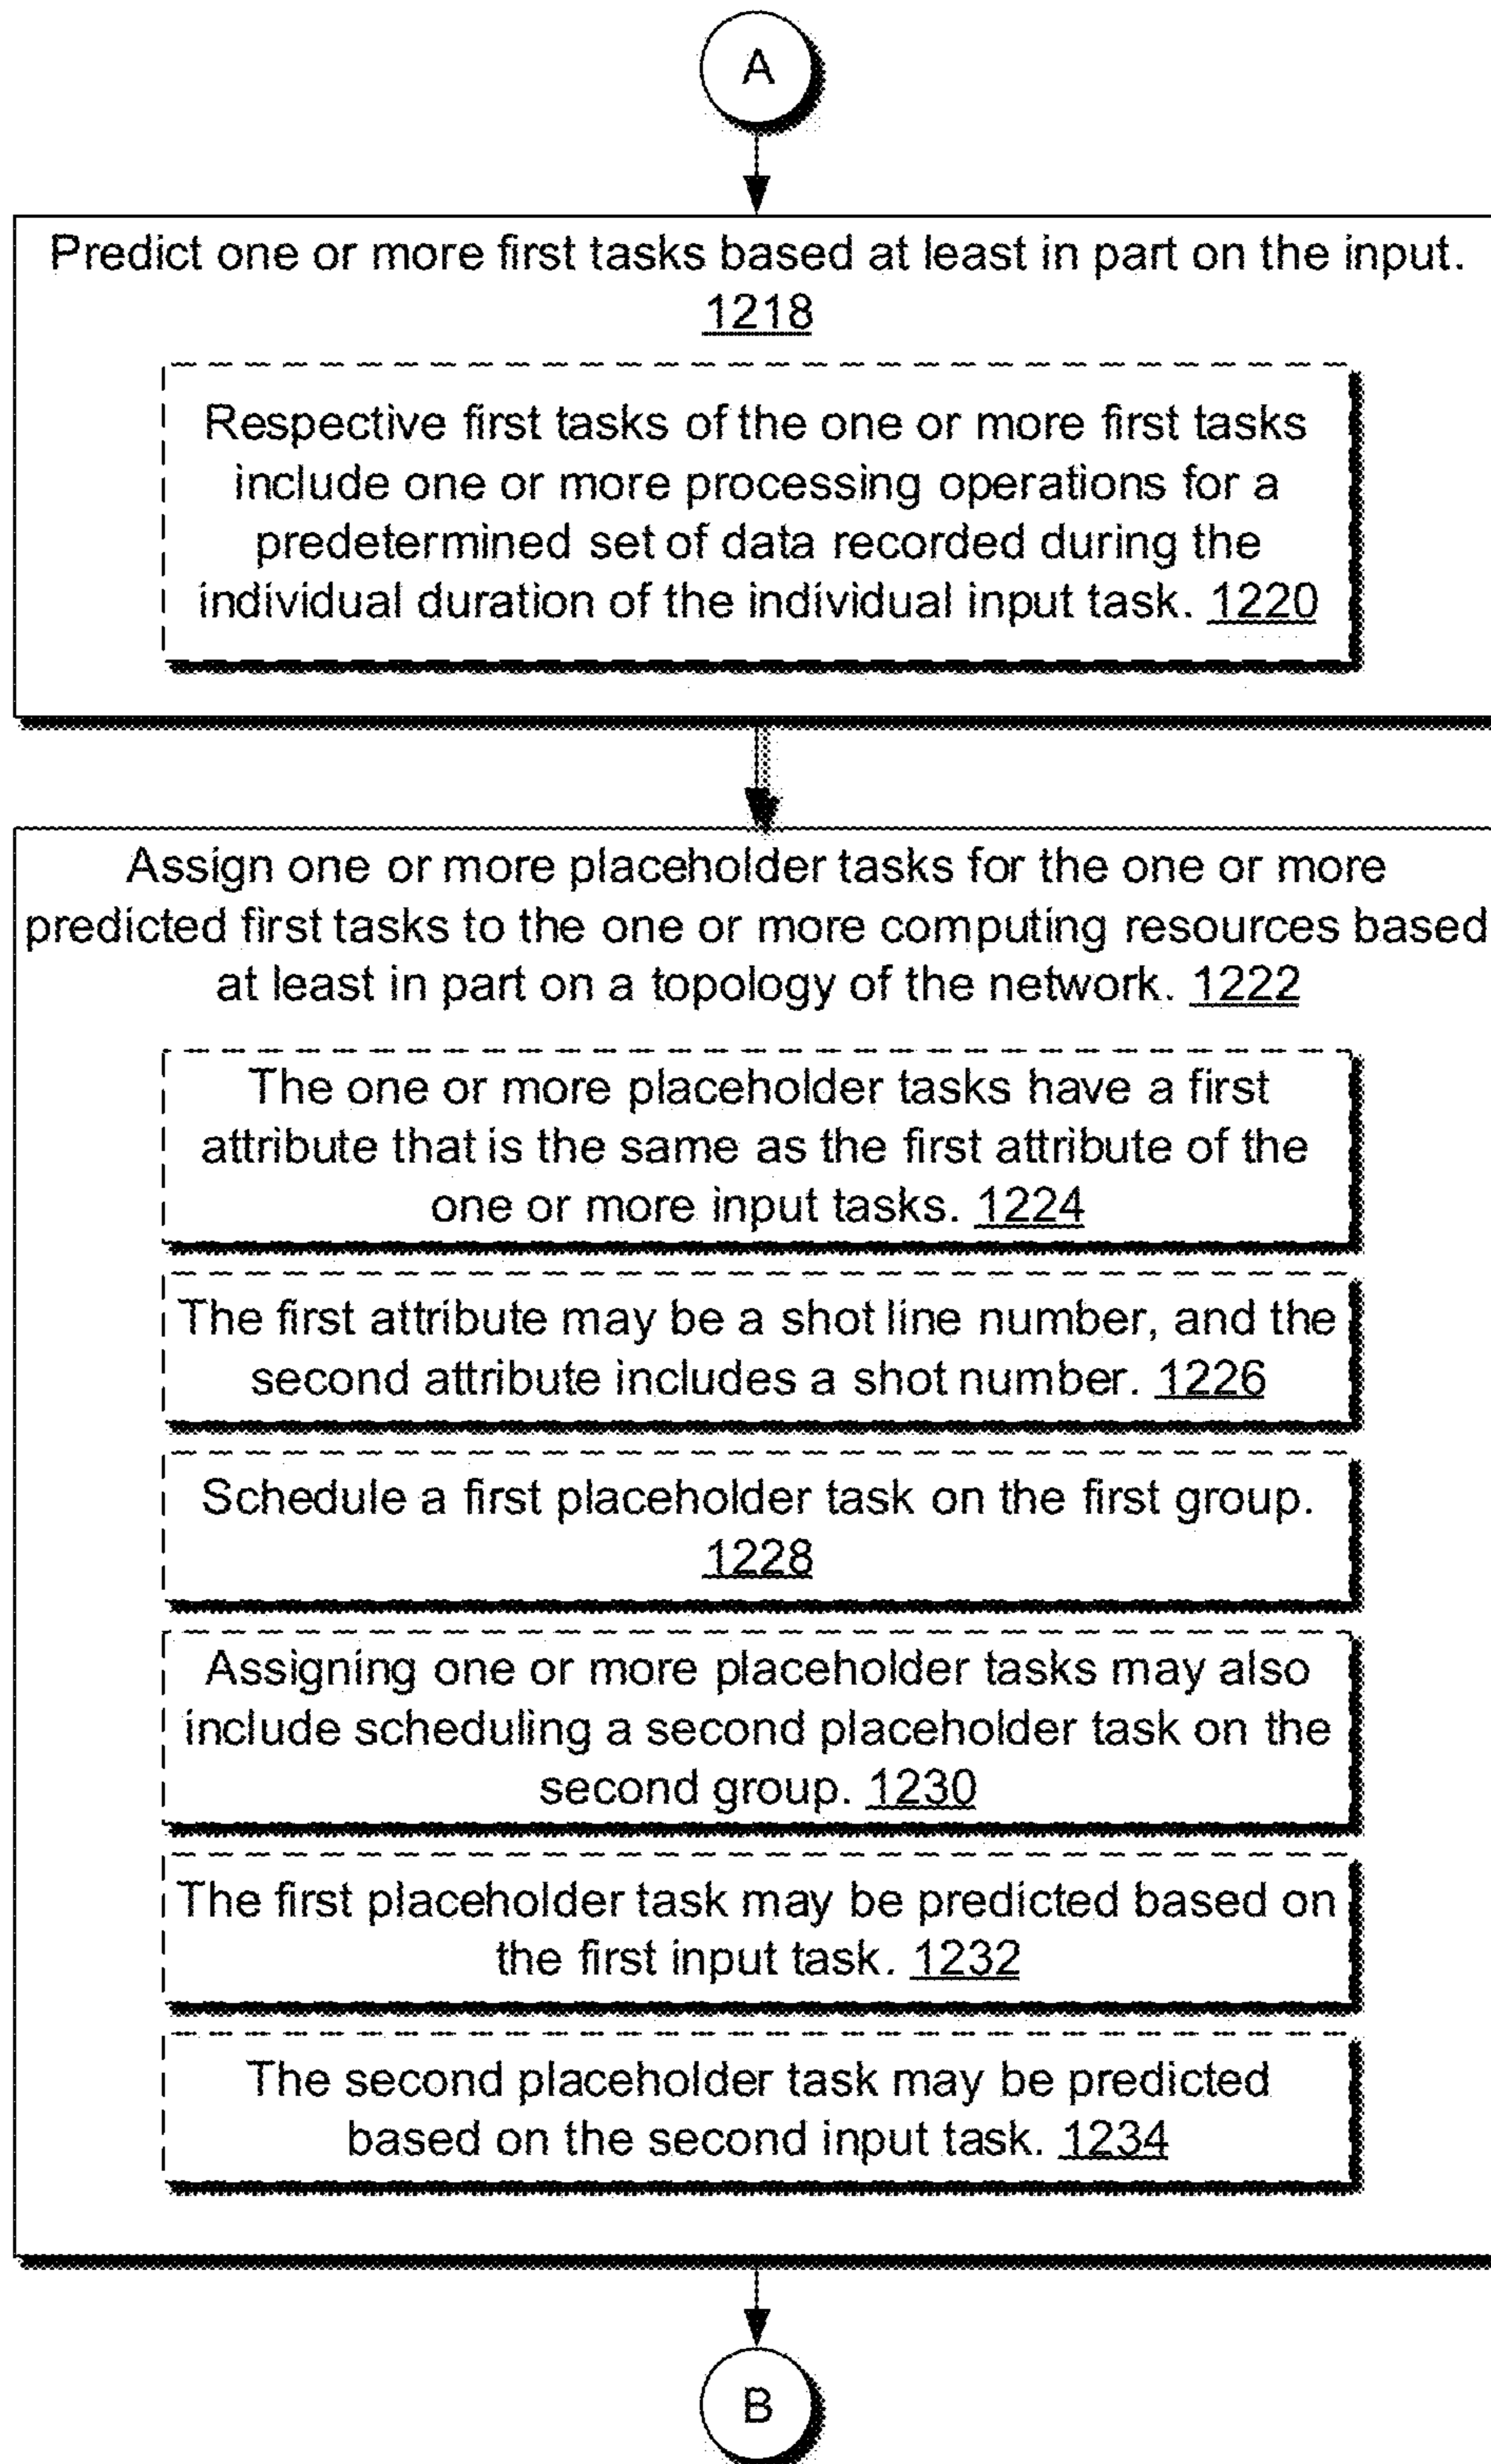 A
Predict one or more first tasks based at least in part on the input.
1218
Respective first tasks of the one or more first tasks
include one or more processing operations for a
predetermined set of data recorded during the
individual duration of the individual input task. 1220
Assign one or more placeholder tasks for the one or more
predicted first tasks to the one or more computing resources based
at least in part on a topology of the network. 1222
The one or more placeholder tasks have a first
attribute that is the same as the first attribute of the
one or more input tasks. 1224
The first attribute may be a shot line number, and the
second attribute includes a shot number. 1226
Schedule a first placeholder task on the first group.
1228
Assigning one or more placeholder tasks may also
include scheduling a second placeholder task on the
second group. 1230
The first placeholder task may be predicted based on
the first input task. 1232
The second placeholder task may be predicted
based on the second input task. 1234
B